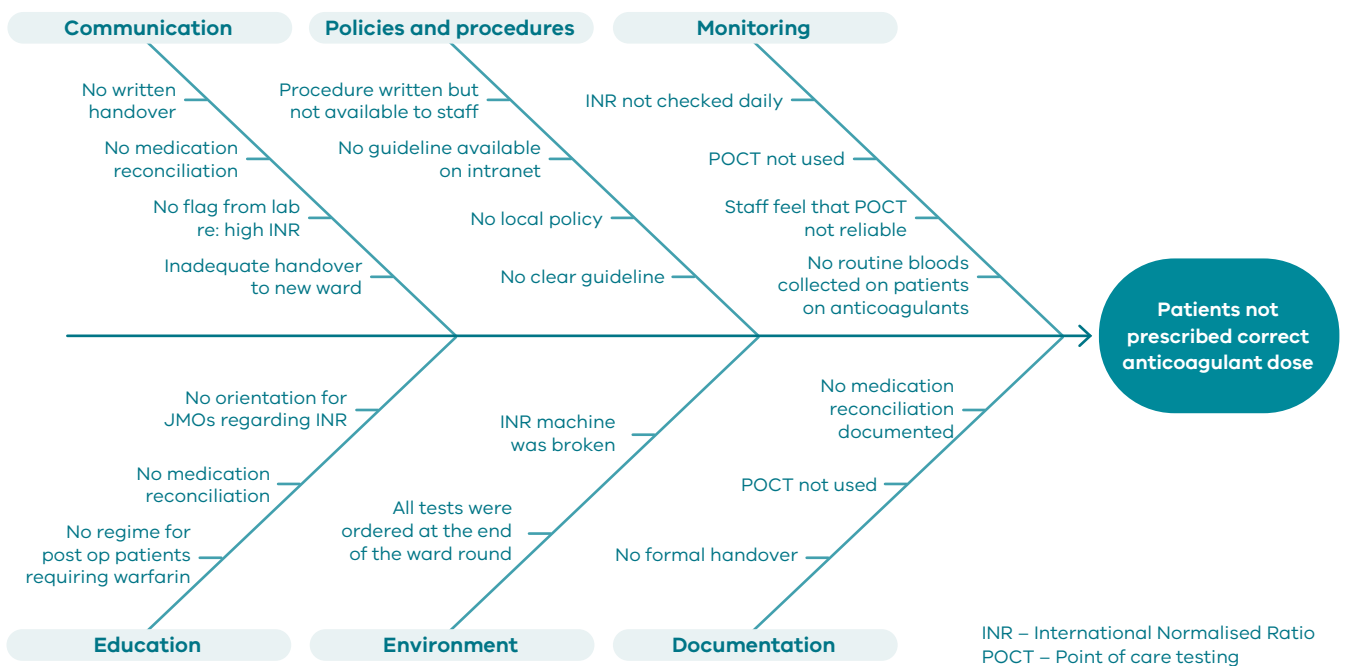 Communication
Policies and procedures
Monitoring
No written
handover
No medication
reconciliation
No flag from lab
re: high INR
Inadequate handover
to new ward
Procedure written but
not available to staff
No guideline available
on intranet
No local policy
No clear guideline
INR not checked daily
POCT not used
Staff feel that POCT
not reliable
No routine bloods
collected on patients
on anticoagulants
Patients not
prescribed correct
anticoagulant dose
No orientation for
JMOs regarding INR
No medication
reconciliation
No regime for
post op patients
requiring warfarin
INR machine
was broken
All tests were
ordered at the end
of the ward round
No medication
reconciliation
documented
POCT not used
No formal handover
Education
Environment
Documentation
INR – International Normalised Ratio
POCT – Point of care testing